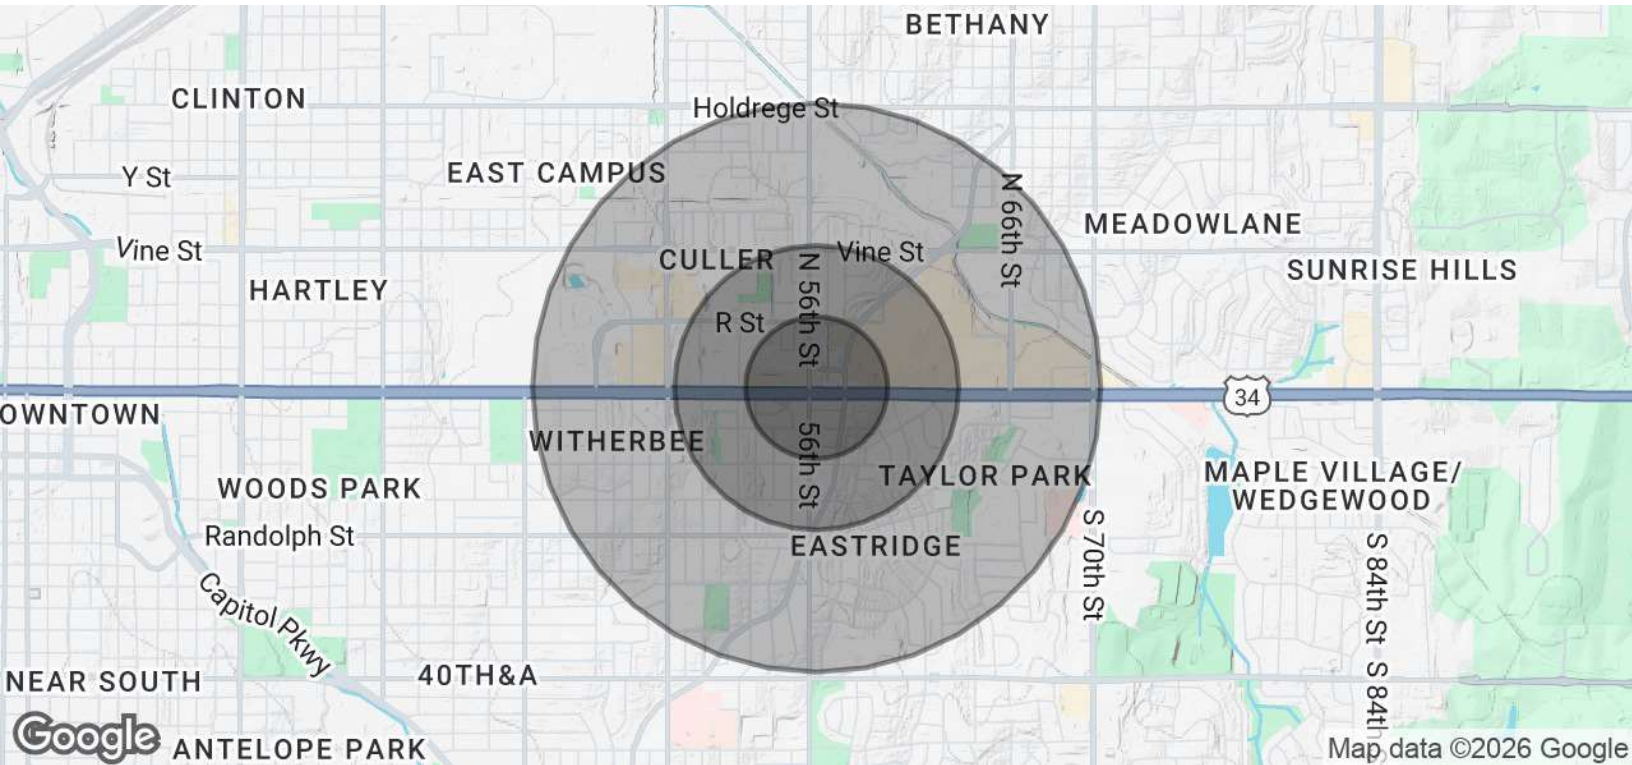 BETHANY
CLINTON
Holdrege St
EAST CAMPUS
Y St
N 66th St
MEADOWLANE
Vine St
CULLER
N 56th St
Vine St
SUNRISE HILLS
HARTLEY
R St
34
OWNTOWN
WITHERBEE
56th St
TAYLOR PARK
MAPLE VILLAGE/
WEDGEWOOD
WOODS PARK
Randolph St
EASTRIDGE
S 70th St
S 84th St
Capitol Pkwy
S 84th
NEAR SOUTH
40TH&A
Google
ANTELOPE PARK
Map data ©2026 Google